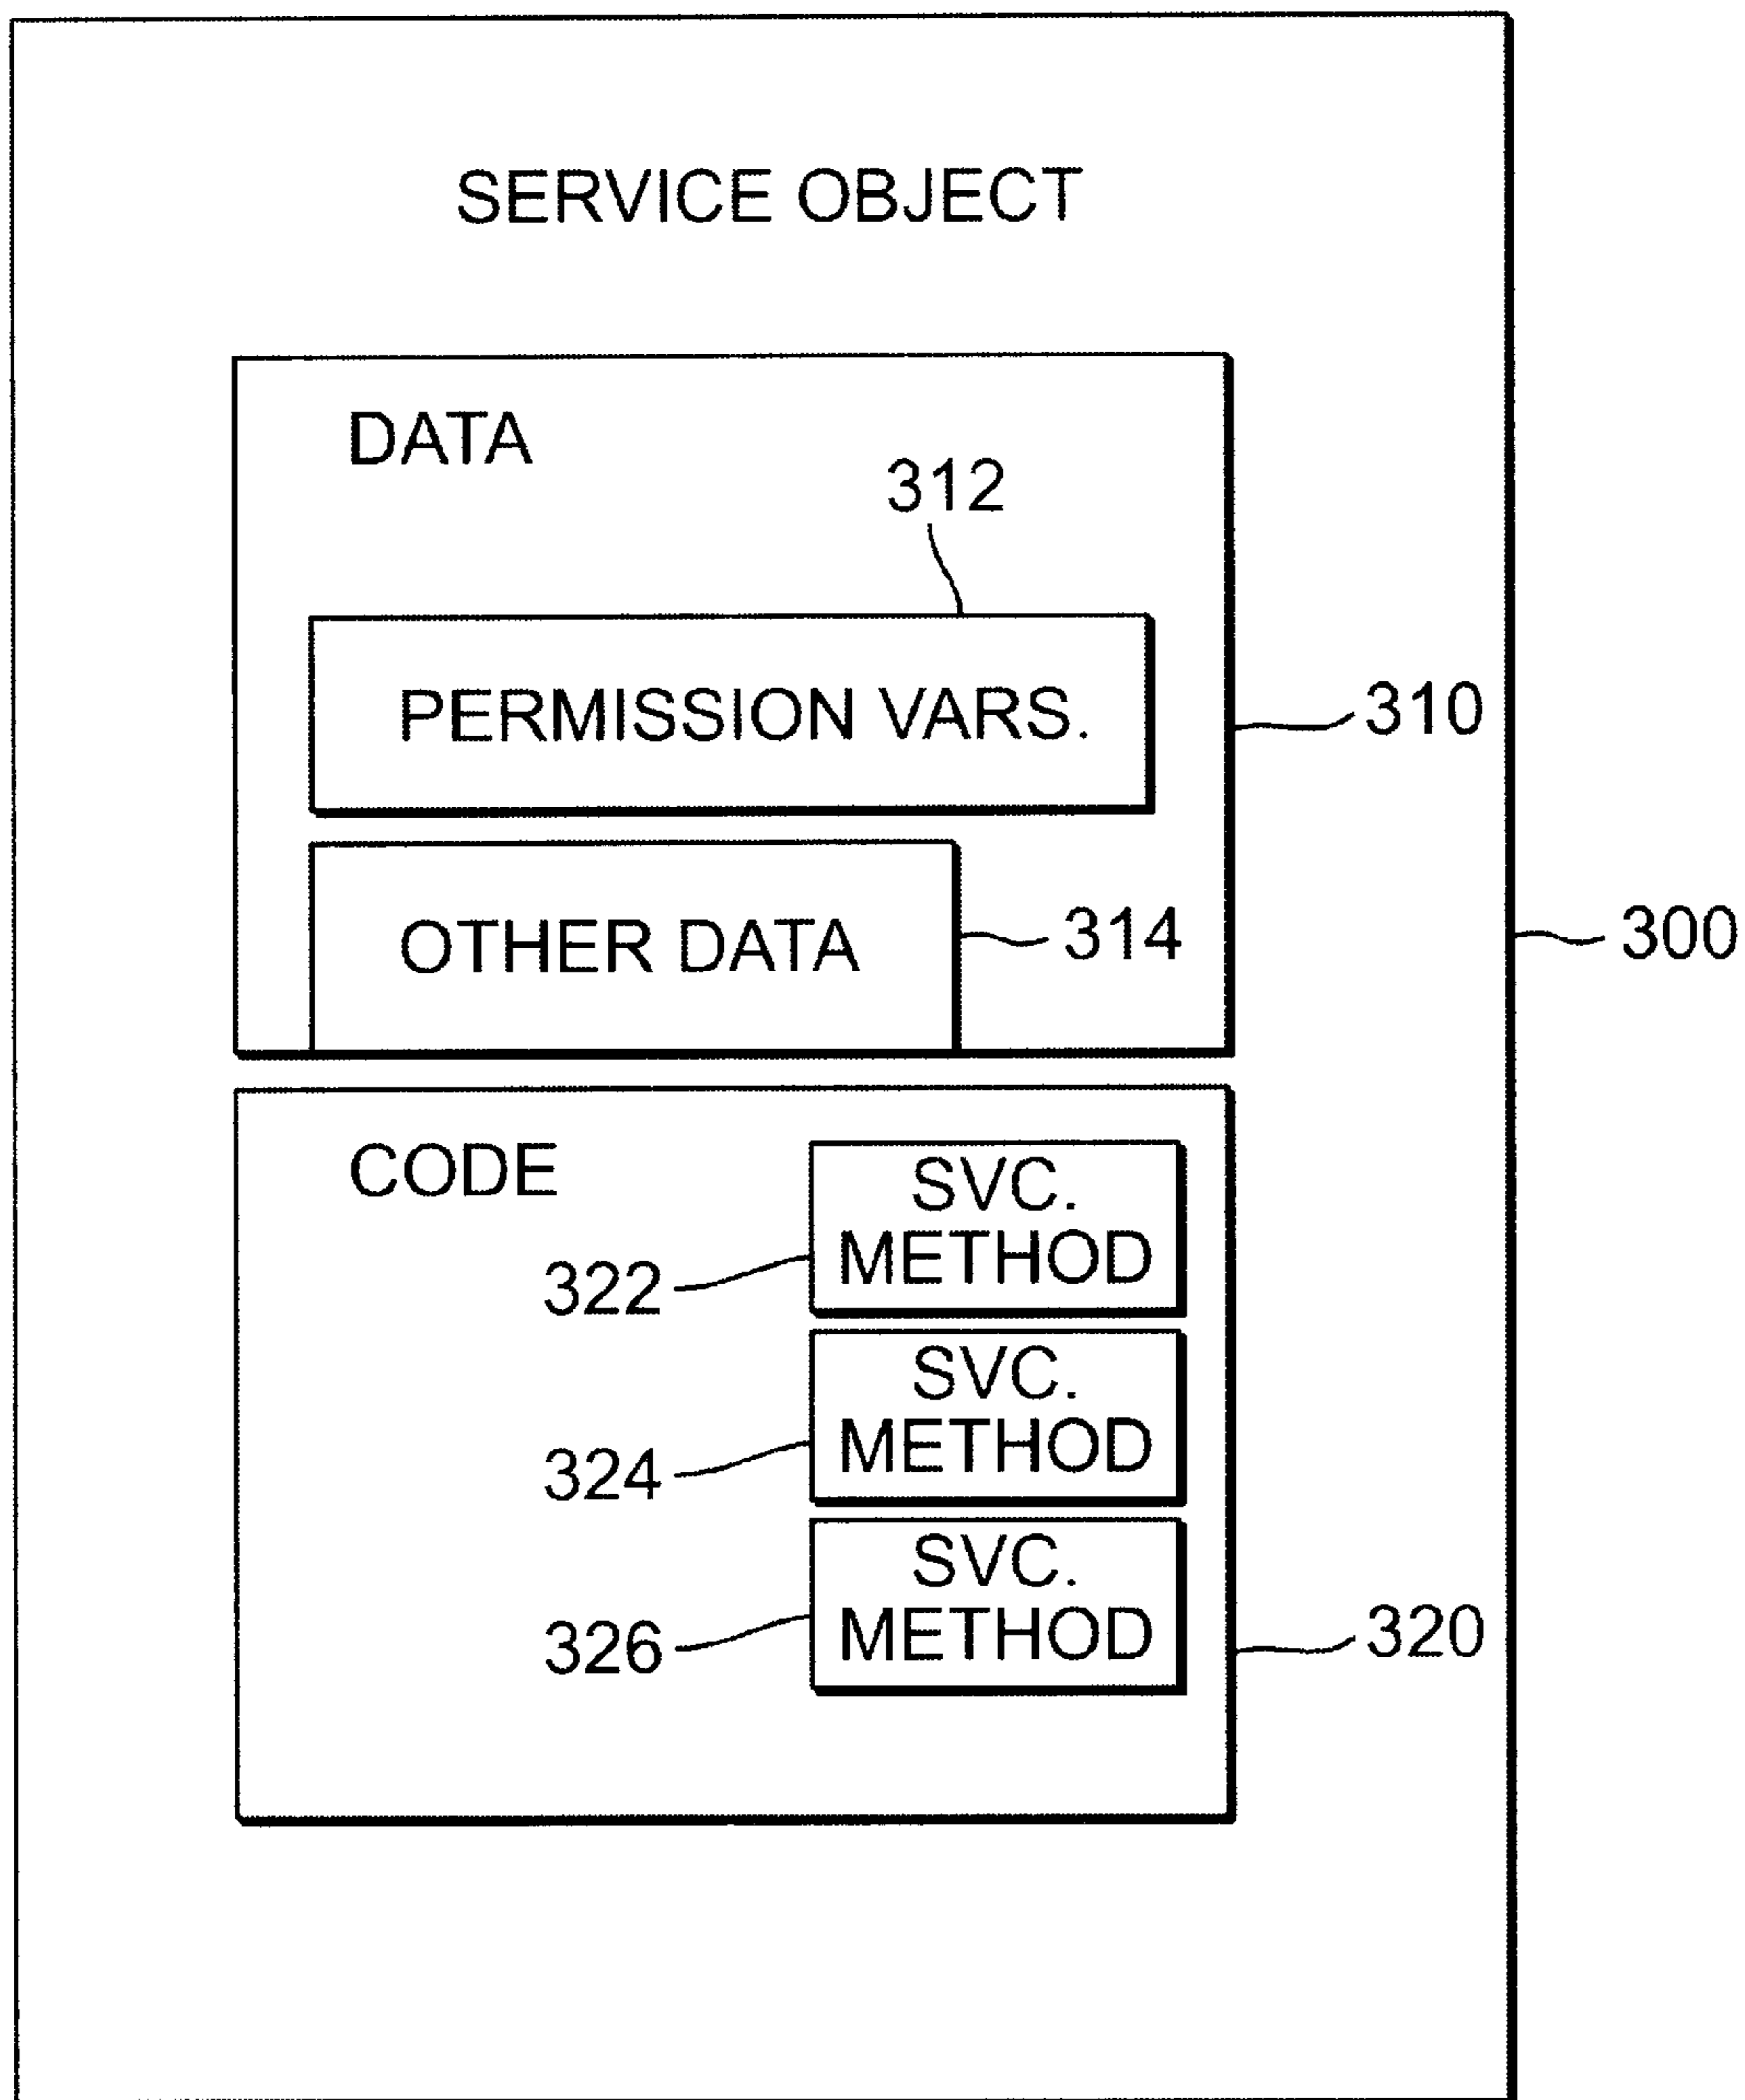 SERVICE OBJECT
DATA
312
PERMISSION VARS.
310
OTHER DATA
314
300
CODE
SVC.
METHOD
322
SVC.
METHOD
324
SVC.
METHOD
326
320